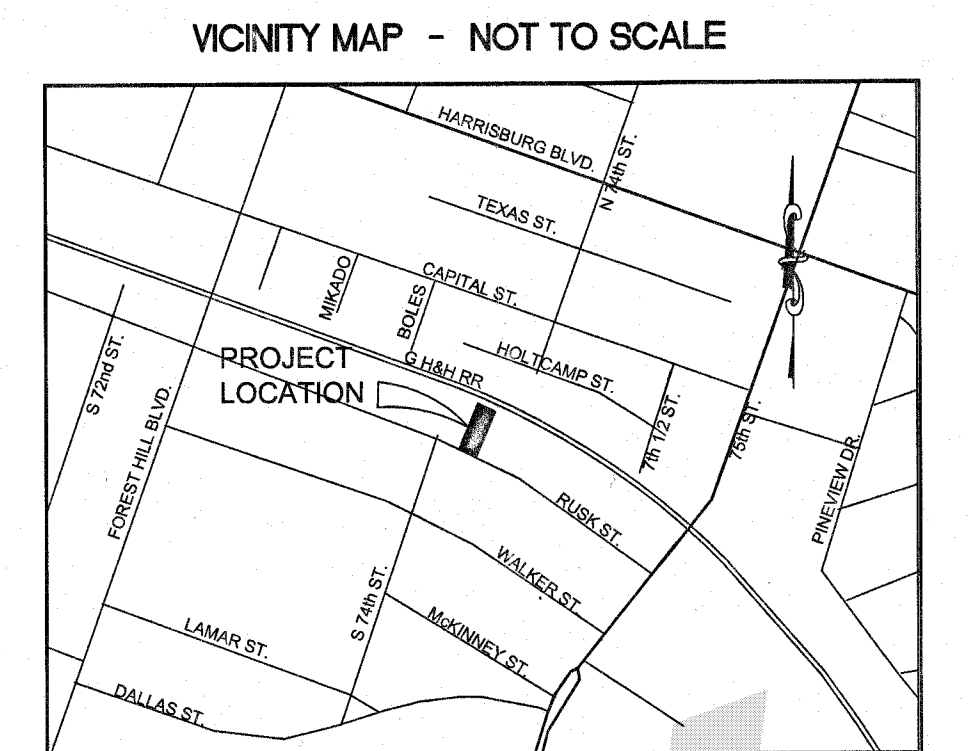 VICINITY MAP - NOT TO SCALE
HARRISBURG BLVD.
N 74th ST.
TEXAS ST.
MIKADO
CAPITAL ST.
BOLES
HOLTCAMP ST.
G H&H RR
PROJECT
LOCATION
S 72nd ST.
FOREST HILL BLVD.
7th 1/2 ST.
75th ST.
PINEVIEW DR.
RUSK ST.
WALKER ST.
S 74th ST.
McKINNEY ST.
LAMAR ST.
DALLAS ST.